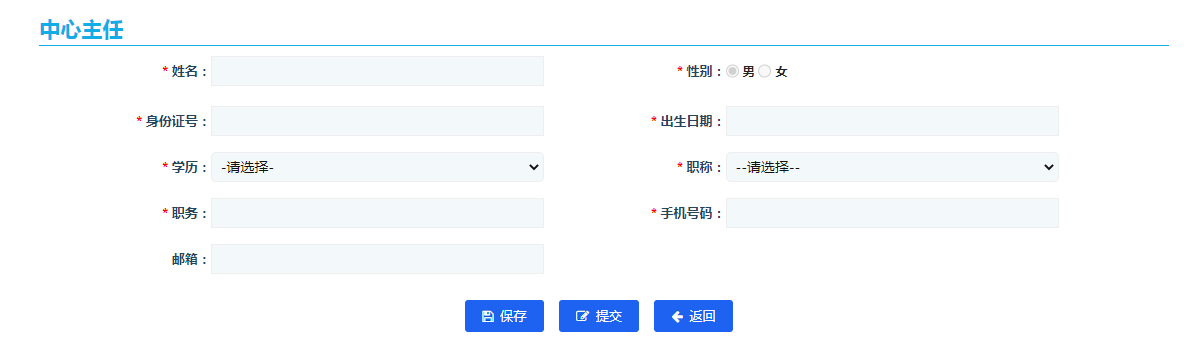 中心主任
* 姓名： * 性别： 男 女
* 身份证号： * 出生日期：
* 学历： -请选择- * 职称： --请选择--
* 职务： * 手机号码：
邮箱：
保存 提交 返回